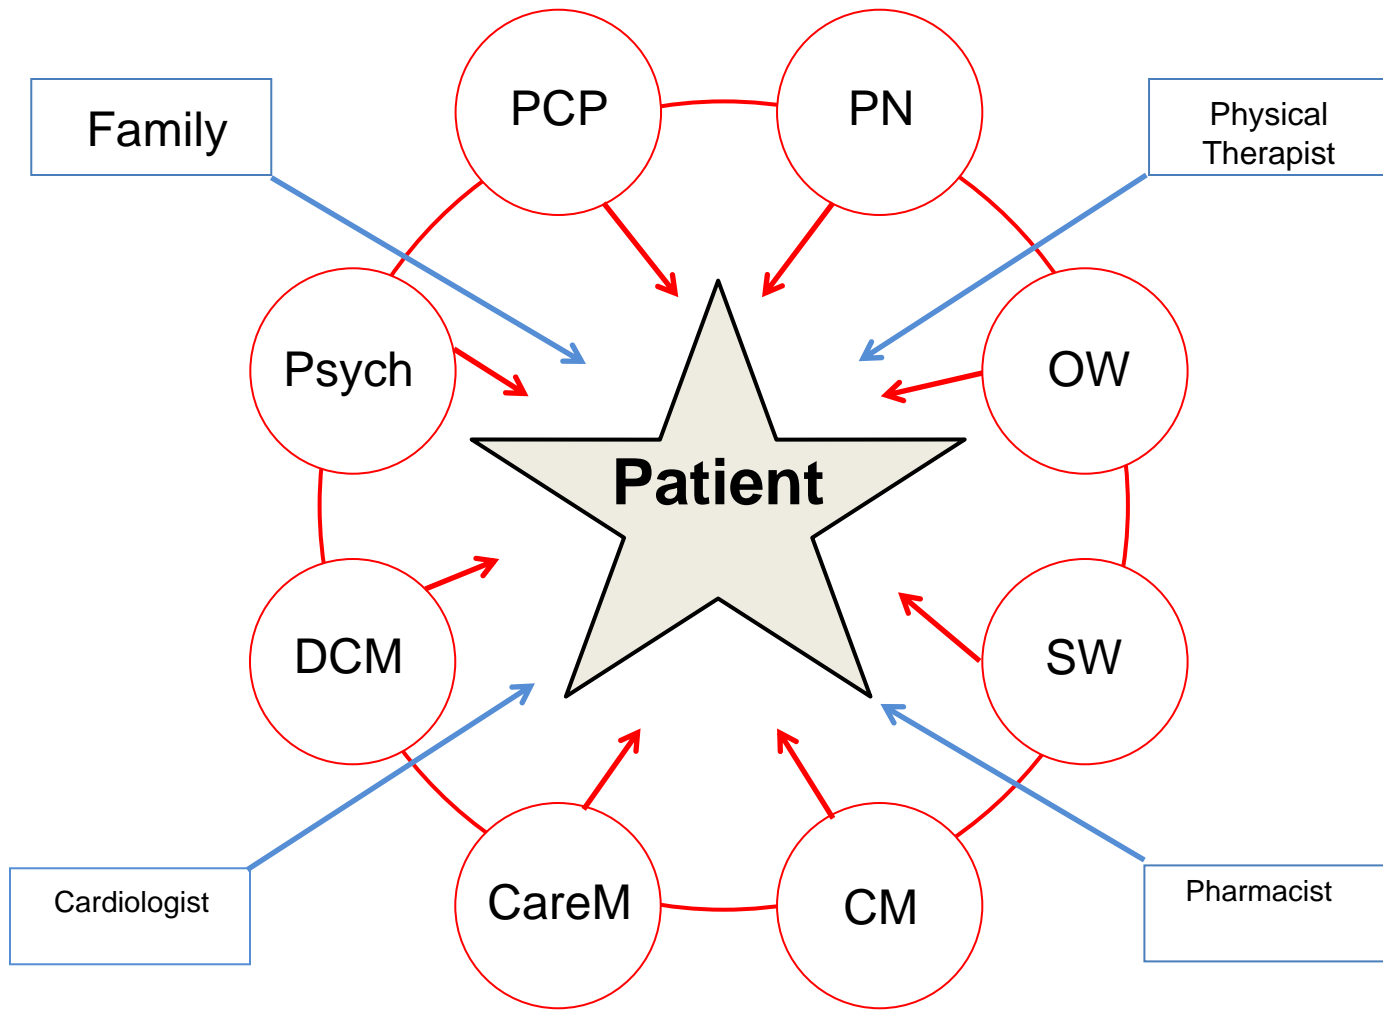 PCP
PN
Family
Physical
Therapist
Psych
OW
Patient
DCM
SW
CareM
CM
Cardiologist
Pharmacist